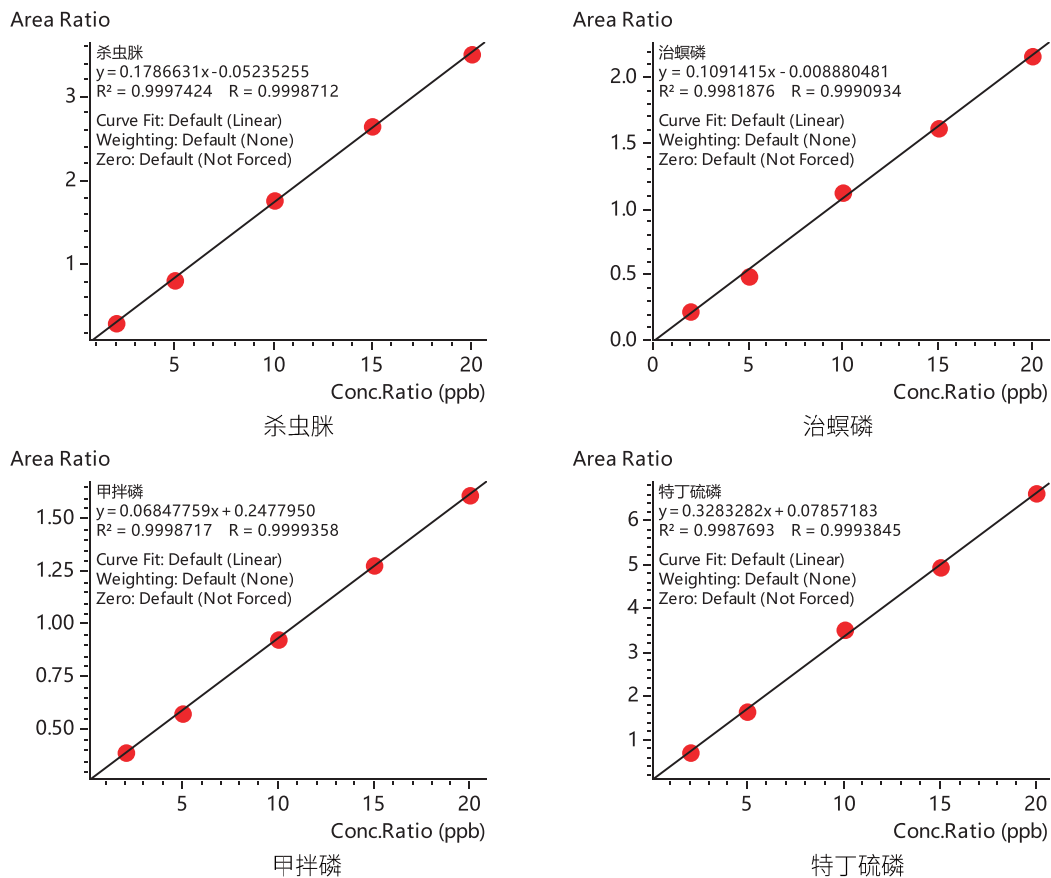 Area Ratio
杀虫脒
y = 0.1786631x - 0.05235255
R² = 0.9997424 R = 0.9998712
Curve Fit: Default (Linear)
Weighting: Default (None)
Zero: Default (Not Forced)
3
2
1
5 10 15 20
Conc.Ratio (ppb)
杀虫脒
Area Ratio
治螟磷
y = 0.1091415x - 0.008880481
R² = 0.9981876 R = 0.9990934
Curve Fit: Default (Linear)
Weighting: Default (None)
Zero: Default (Not Forced)
2.0
1.5
1.0
0.5
0.0
0 5 10 15 20
Conc.Ratio (ppb)
治螟磷
Area Ratio
甲拌磷
y = 0.06847759x + 0.2477950
R² = 0.9998717 R = 0.9999358
Curve Fit: Default (Linear)
Weighting: Default (None)
Zero: Default (Not Forced)
1.50
1.25
1.00
0.75
0.50
5 10 15 20
Conc.Ratio (ppb)
甲拌磷
Area Ratio
特丁硫磷
y = 0.3283282x + 0.07857183
R² = 0.9987693 R = 0.9993845
Curve Fit: Default (Linear)
Weighting: Default (None)
Zero: Default (Not Forced)
6
5
4
3
2
1
5 10 15 20
Conc.Ratio (ppb)
特丁硫磷